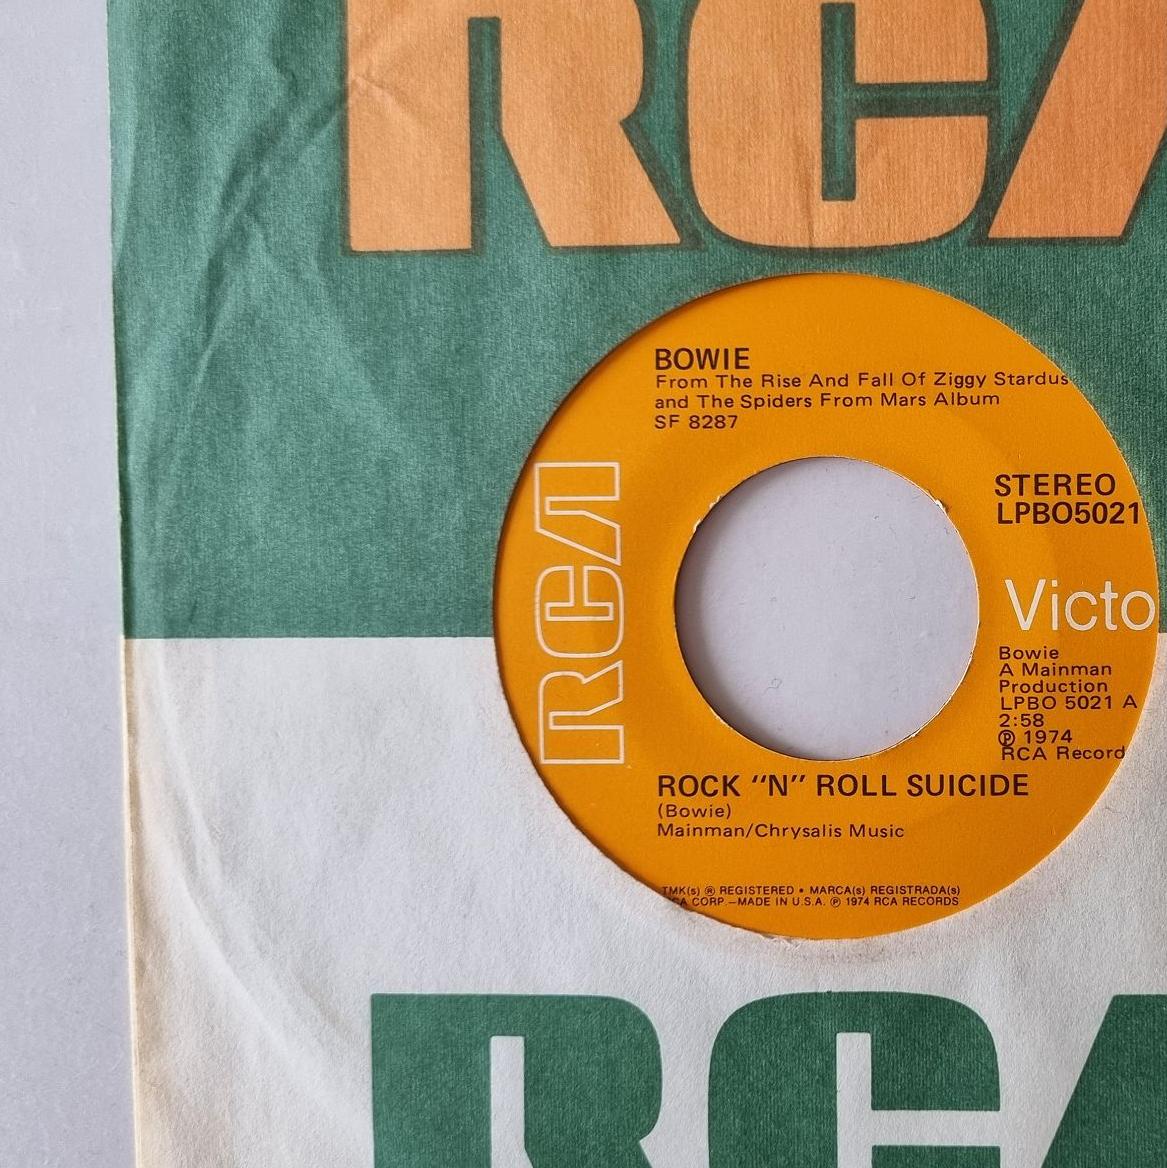 RCA
BOWIE
From The Rise And Fall Of Ziggy Stardus
and The Spiders From Mars Album
SF 8287
RCA
STEREO
LPBO5021
Victo
Bowie
A Mainman
Production
LPBO 5021 A
2:58
℗ 1974
RCA Record
ROCK "N" ROLL SUICIDE
(Bowie)
Mainman/Chrysalis Music
TMK(s) ® REGISTERED • MARCA(s) REGISTRADA(s)
CA CORP.—MADE IN U.S.A. ℗ 1974 RCA RECORDS
RCA